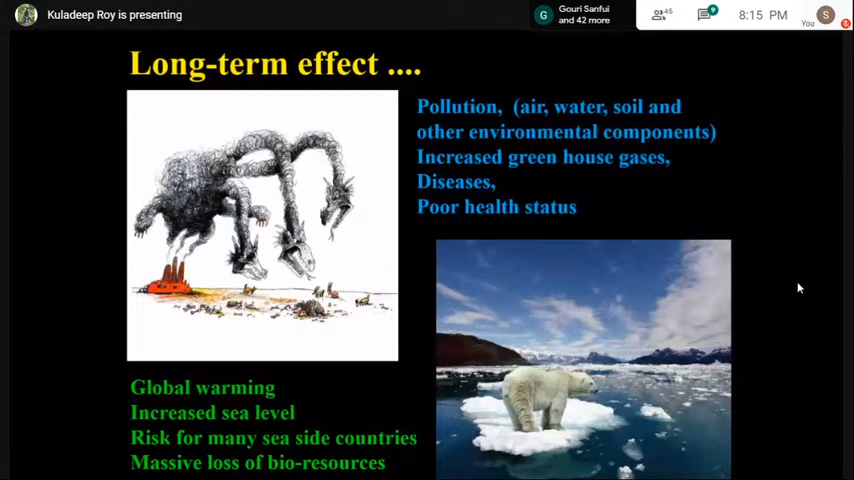 Kuladeep Roy is presenting
G
Gouri Sanfui
and 42 more
45
9
8:15 PM
You
S
Long-term effect ....
Pollution, (air, water, soil and
other environmental components)
Increased green house gases,
Diseases,
Poor health status
Global warming
Increased sea level
Risk for many sea side countries
Massive loss of bio-resources